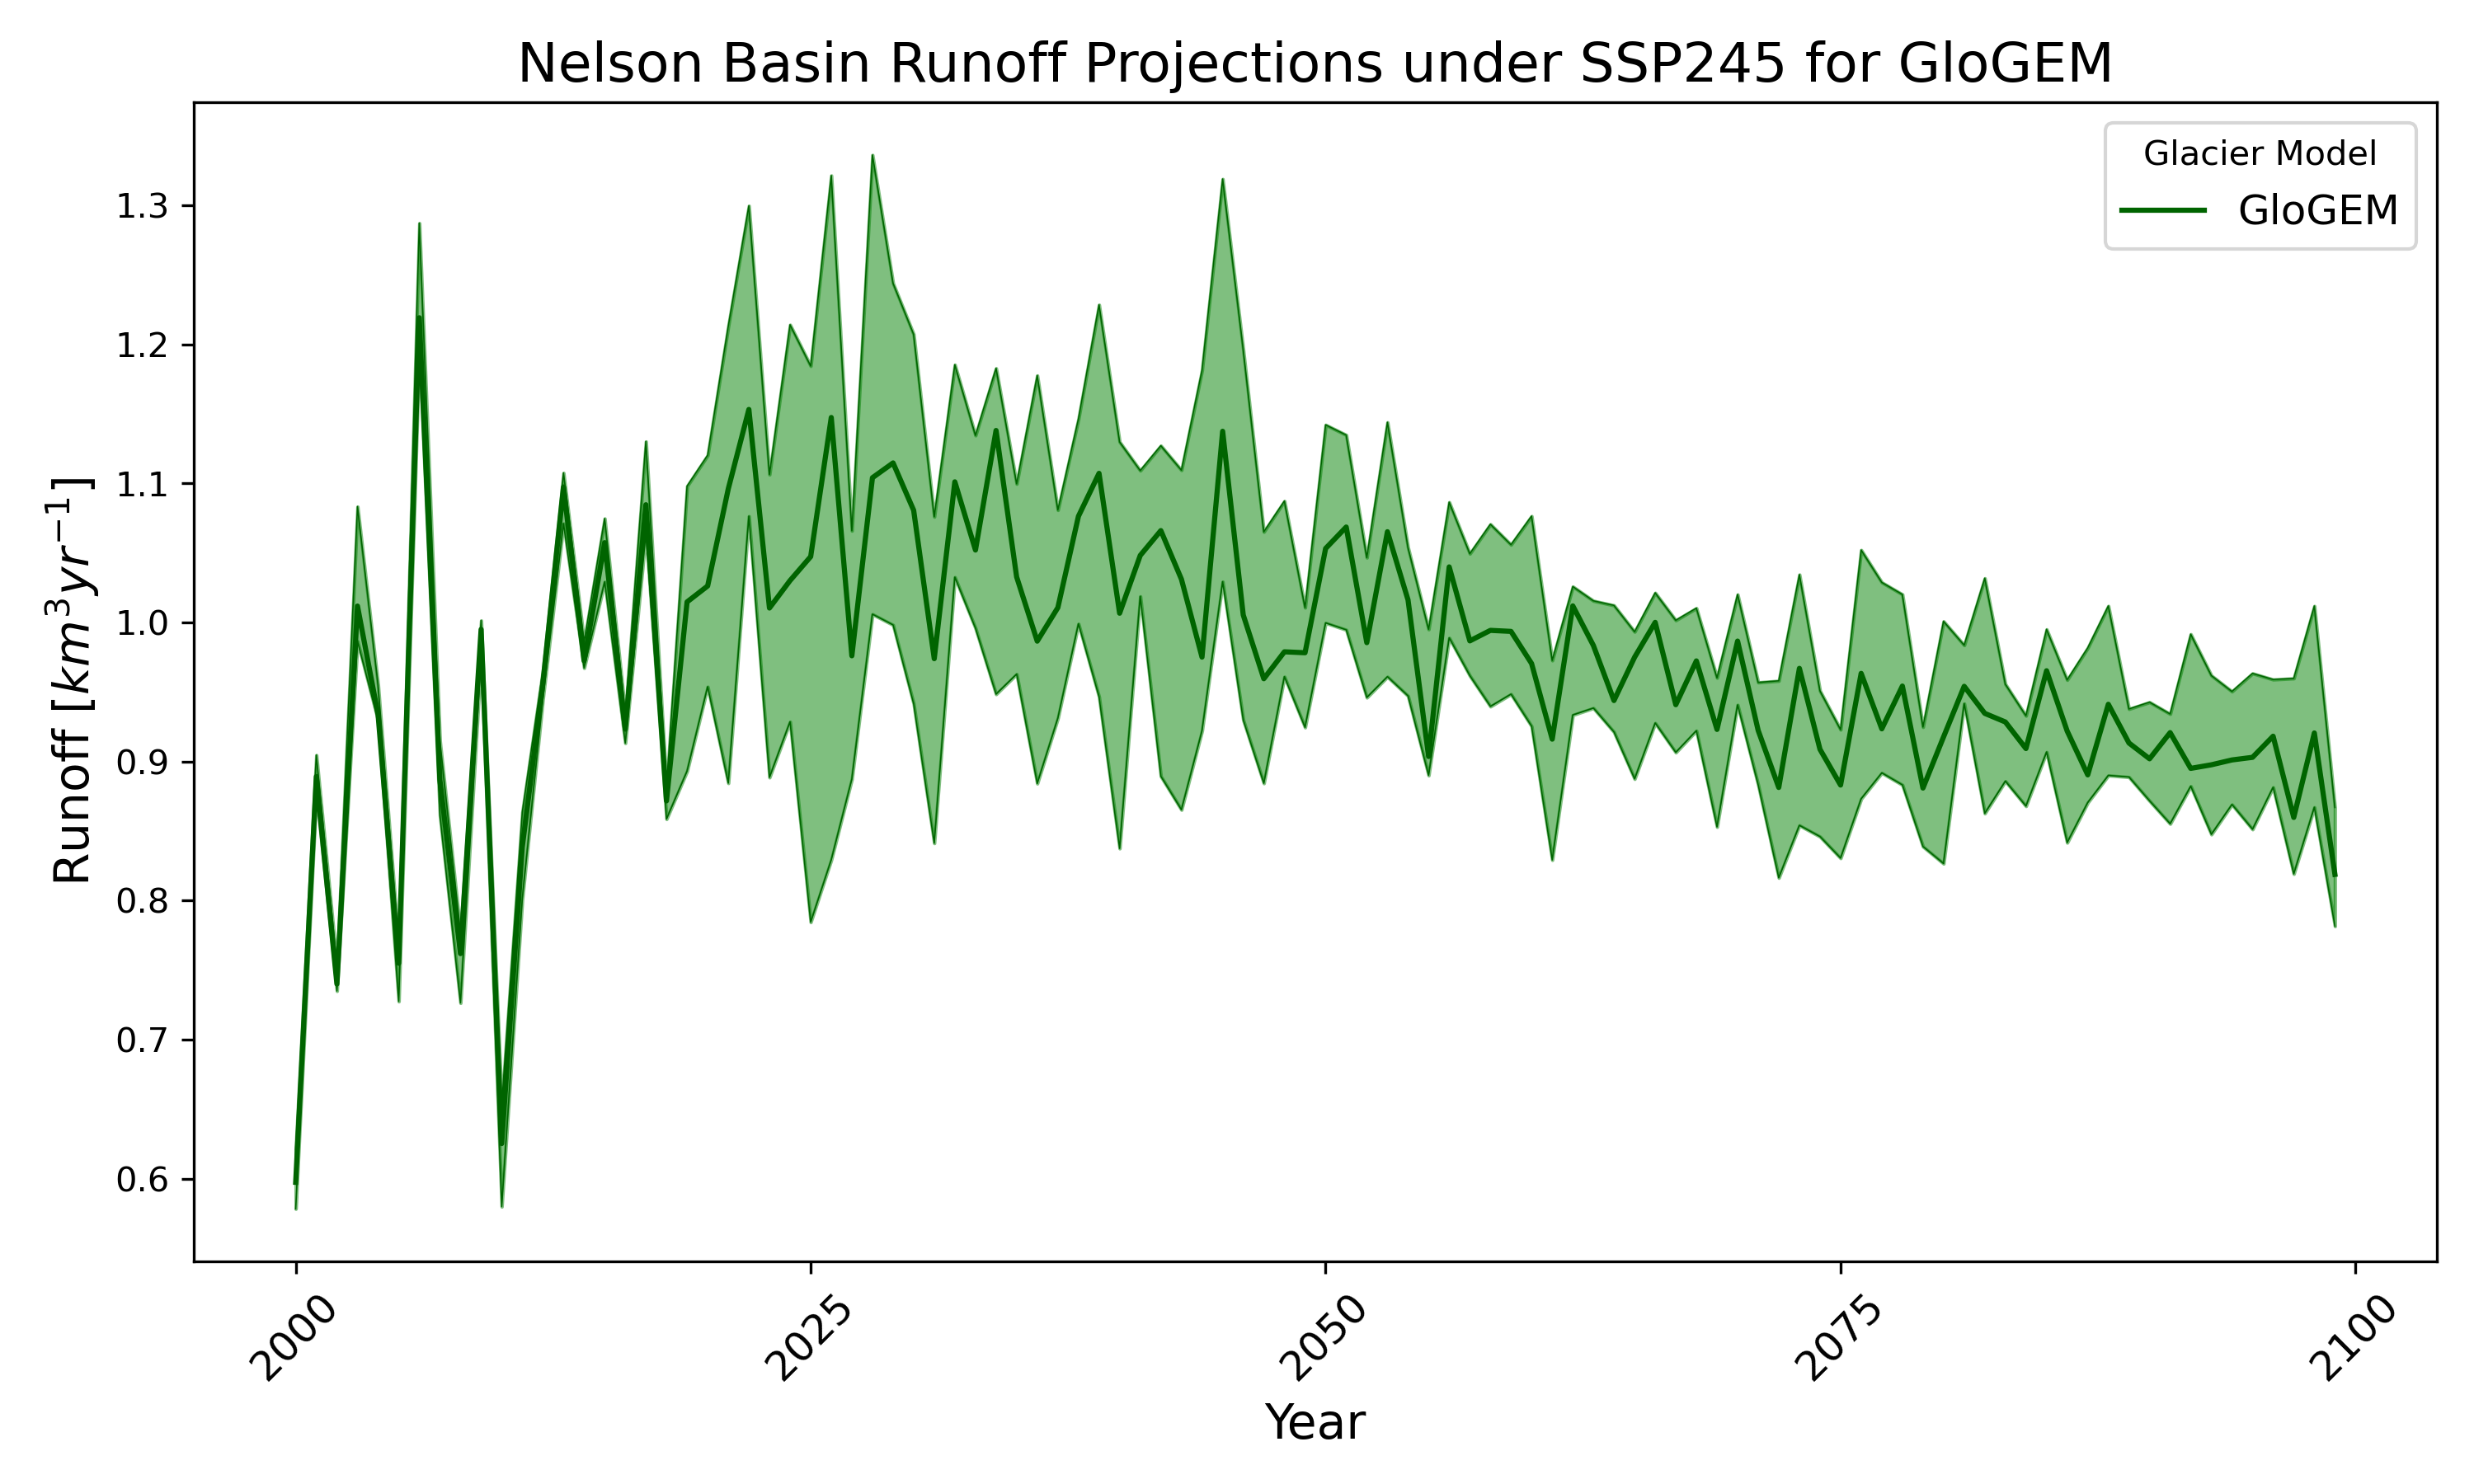 Nelson Basin Runoff Projections under SSP245 for GloGEM
Glacier Model
GloGEM
1.3
1.2
1.1
1.0
0.9
0.8
0.7
0.6
Runoff [km³yr⁻¹]
2000
2025
2050
2075
2100
Year